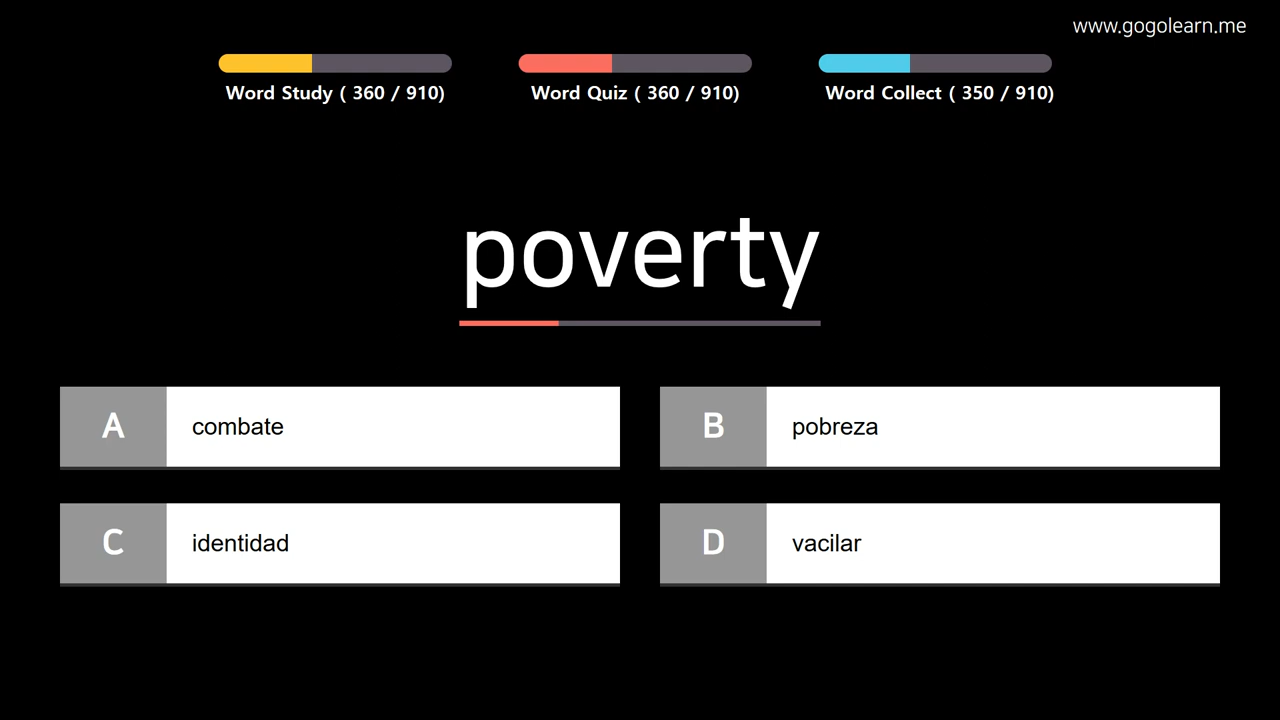 www.gogolearn.me
Word Study ( 360 / 910)
Word Quiz ( 360 / 910)
Word Collect ( 350 / 910)
poverty
A combate
B pobreza
C identidad
D vacilar